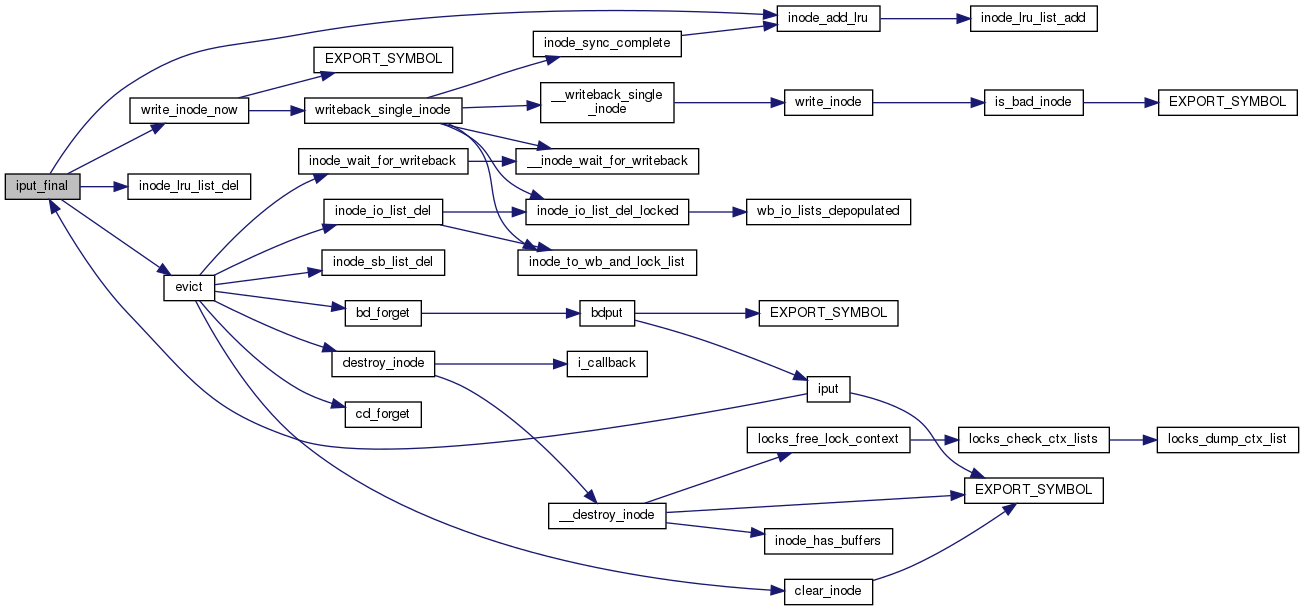 inode_add_lru
inode_lru_list_add
inode_sync_complete
EXPORT_SYMBOL
__writeback_single
_inode
write_inode
is_bad_inode
EXPORT_SYMBOL
write_inode_now
writeback_single_inode
inode_wait_for_writeback
__inode_wait_for_writeback
iput_final
inode_lru_list_del
inode_io_list_del
inode_io_list_del_locked
wb_io_lists_depopulated
inode_sb_list_del
inode_to_wb_and_lock_list
evict
bd_forget
bdput
EXPORT_SYMBOL
destroy_inode
i_callback
iput
cd_forget
locks_free_lock_context
locks_check_ctx_lists
locks_dump_ctx_list
EXPORT_SYMBOL
__destroy_inode
inode_has_buffers
clear_inode